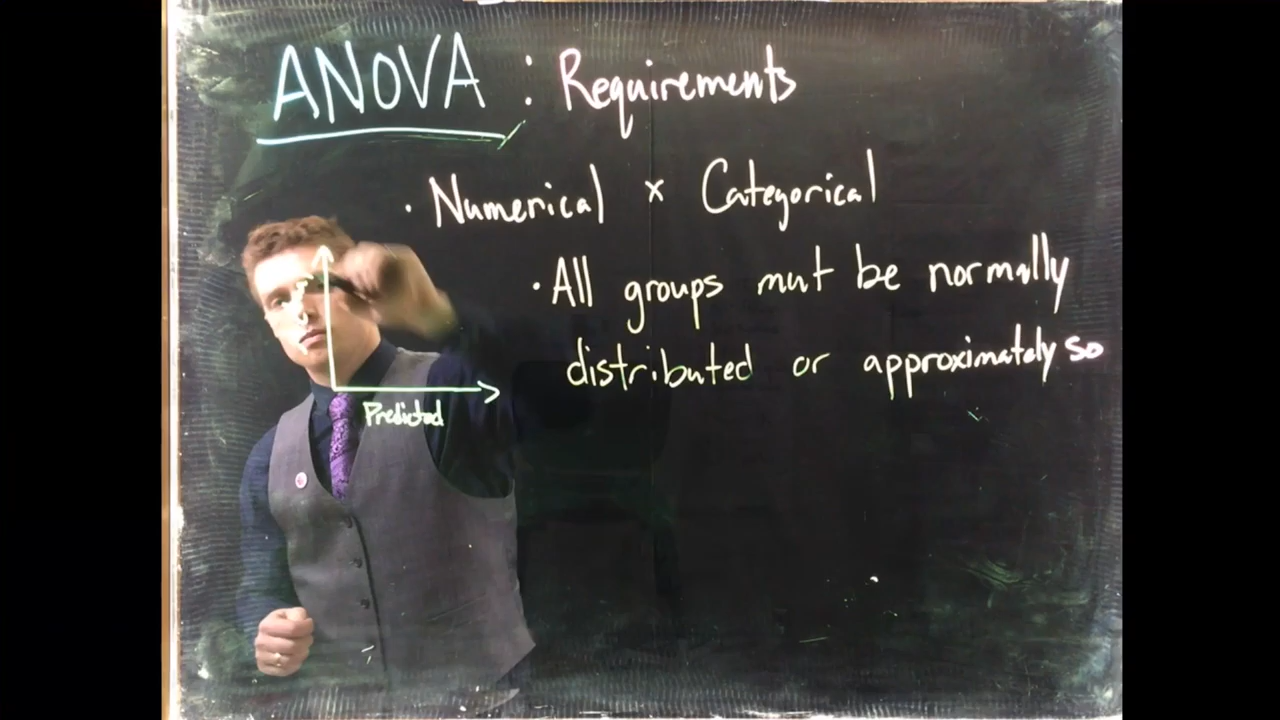 ANOVA : Requirements
· Numerical x Categorical
· All groups mut be normally
distributed or approximately so
Predicted